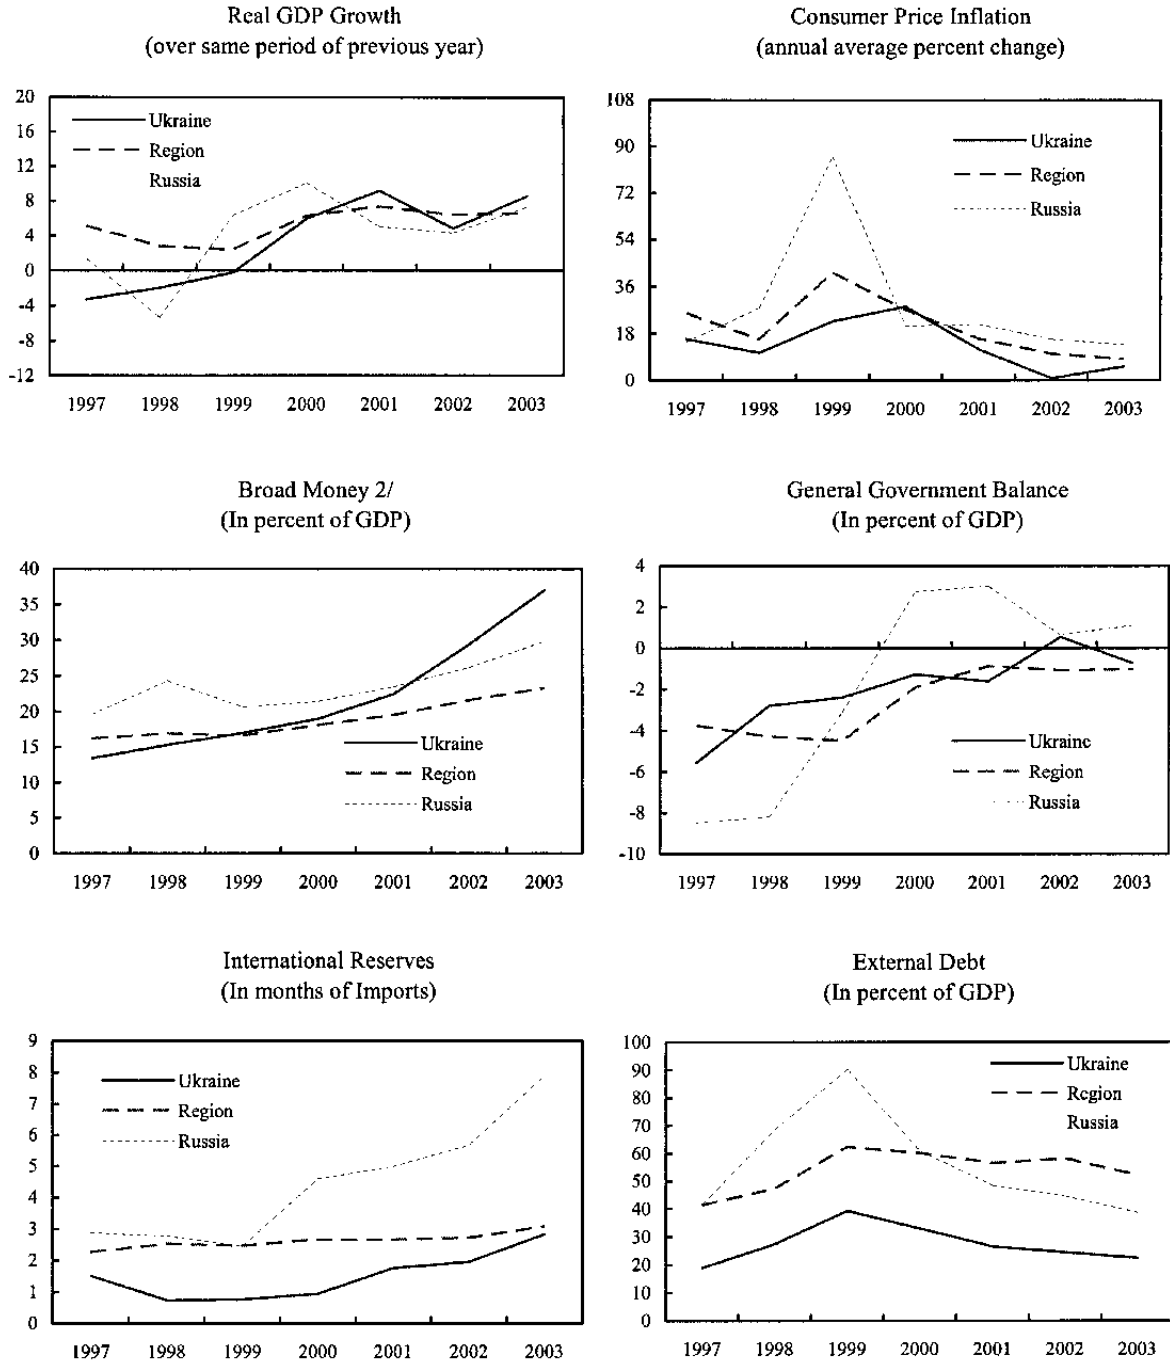 Real GDP Growth
(over same period of previous year)
20
16
12
8
4
0
-4
-8
-12
Ukraine
Region
Russia
1997 1998 1999 2000 2001 2002 2003
Consumer Price Inflation
(annual average percent change)
108
90
72
54
36
18
0
Ukraine
Region
Russia
1997 1998 1999 2000 2001 2002 2003
Broad Money 2/
(In percent of GDP)
40
35
30
25
20
15
10
5
0
Ukraine
Region
Russia
1997 1998 1999 2000 2001 2002 2003
General Government Balance
(In percent of GDP)
4
2
0
-2
-4
-6
-8
-10
Ukraine
Region
Russia
1997 1998 1999 2000 2001 2002 2003
International Reserves
(In months of Imports)
9
8
7
6
5
4
3
2
1
0
Ukraine
Region
Russia
1997 1998 1999 2000 2001 2002 2003
External Debt
(In percent of GDP)
100
90
80
70
60
50
40
30
20
10
0
Ukraine
Region
Russia
1997 1998 1999 2000 2001 2002 2003